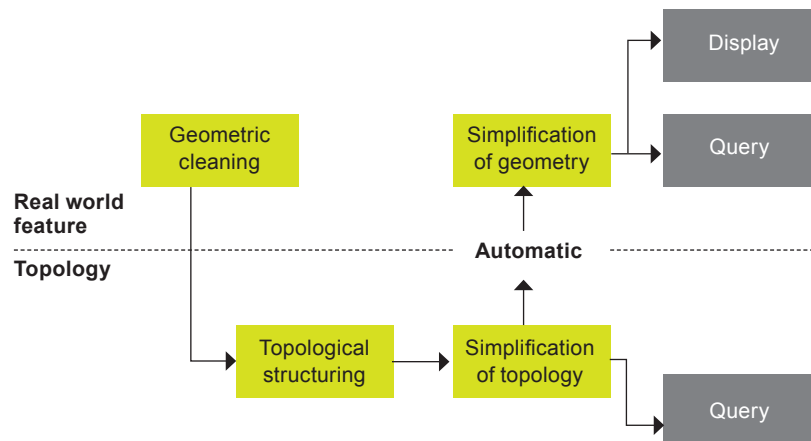 Display
Geometric
cleaning
Simplification
of geometry
Query
Real world
feature
Automatic
Topology
Topological
structuring
Simplification
of topology
Query